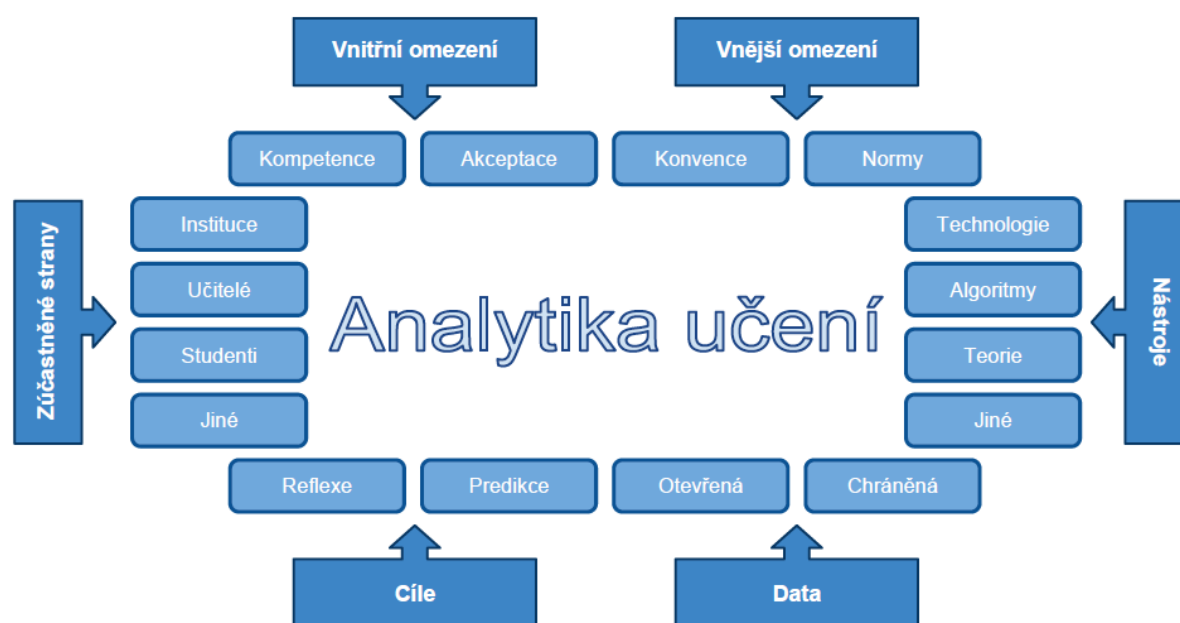 Vnitřní omezení
Vnější omezení
Kompetence
Akceptace
Konvence
Normy
Zúčastněné strany
Instituce
Učitelé
Studenti
Jiné
Analytika učení
Technologie
Algoritmy
Teorie
Jiné
Nástroje
Reflexe
Predikce
Otevřená
Chráněná
Cíle
Data